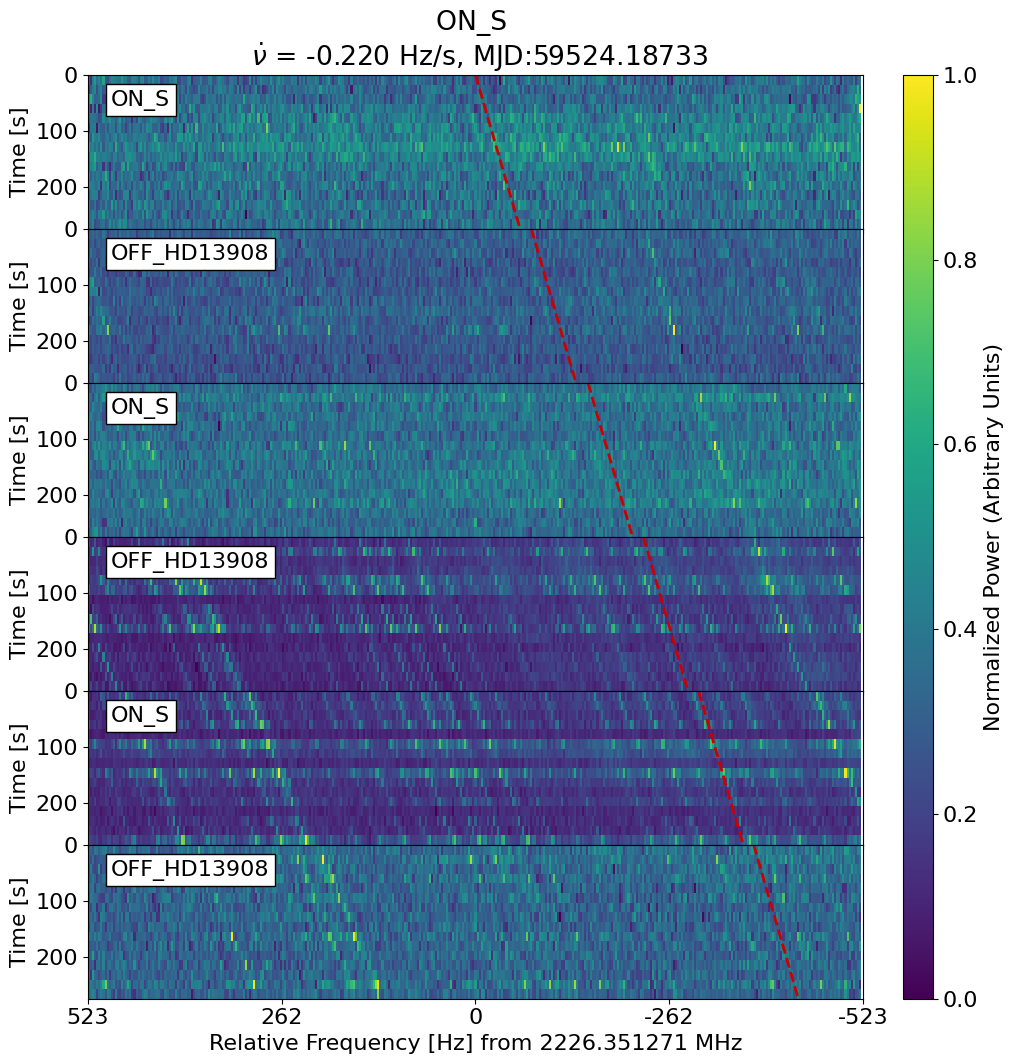 ON_S
ν̇ = -0.220 Hz/s, MJD:59524.18733
0
100
200
Time [s]
ON_S
0
100
200
Time [s]
OFF_HD13908
0
100
200
Time [s]
ON_S
0
100
200
Time [s]
OFF_HD13908
0
100
200
Time [s]
ON_S
0
100
200
Time [s]
OFF_HD13908
523
262
0
-262
-523
Relative Frequency [Hz] from 2226.351271 MHz
1.0
0.8
0.6
0.4
0.2
0.0
Normalized Power (Arbitrary Units)